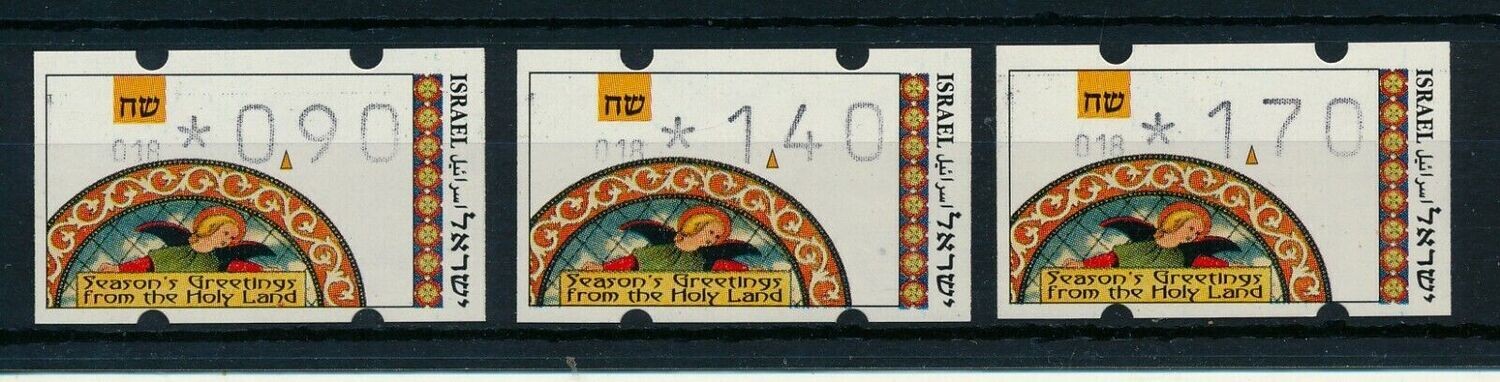 שח
018 *0.90
Season's Greetings
from the Holy Land
ISRAEL اسرائيل ישראל
שח
018 *1.40
Season's Greetings
from the Holy Land
ISRAEL اسرائيل ישראל
שח
018 *1.70
Season's Greetings
from the Holy Land
ISRAEL اسرائيل ישראל